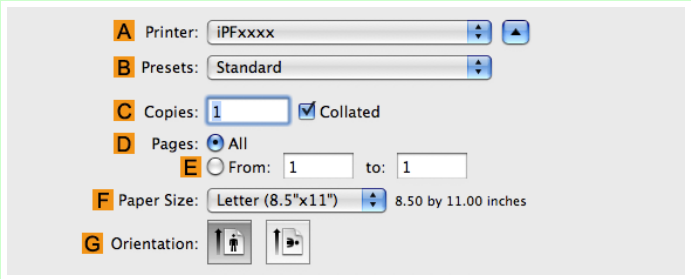 A Printer: iPFxxxx
B Presets: Standard
C Copies: 1 Collated
D Pages: All
E From: 1 to: 1
F Paper Size: Letter (8.5"x11") 8.50 by 11.00 inches
G Orientation: